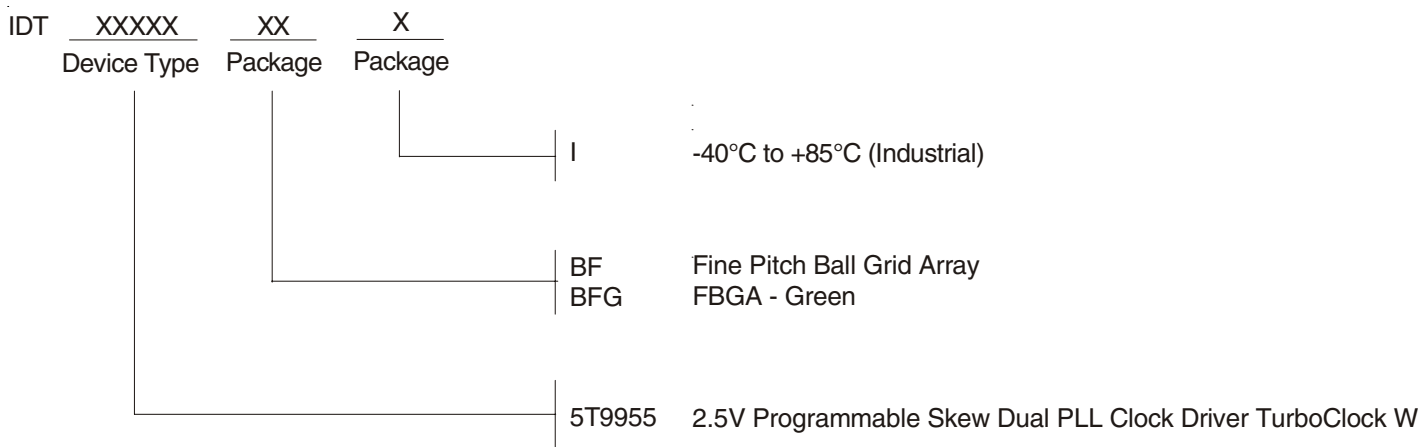 IDT XXXXX XX X
Device Type Package Package
I -40°C to +85°C (Industrial)
BF Fine Pitch Ball Grid Array
BFG FBGA - Green
5T9955 2.5V Programmable Skew Dual PLL Clock Driver TurboClock W